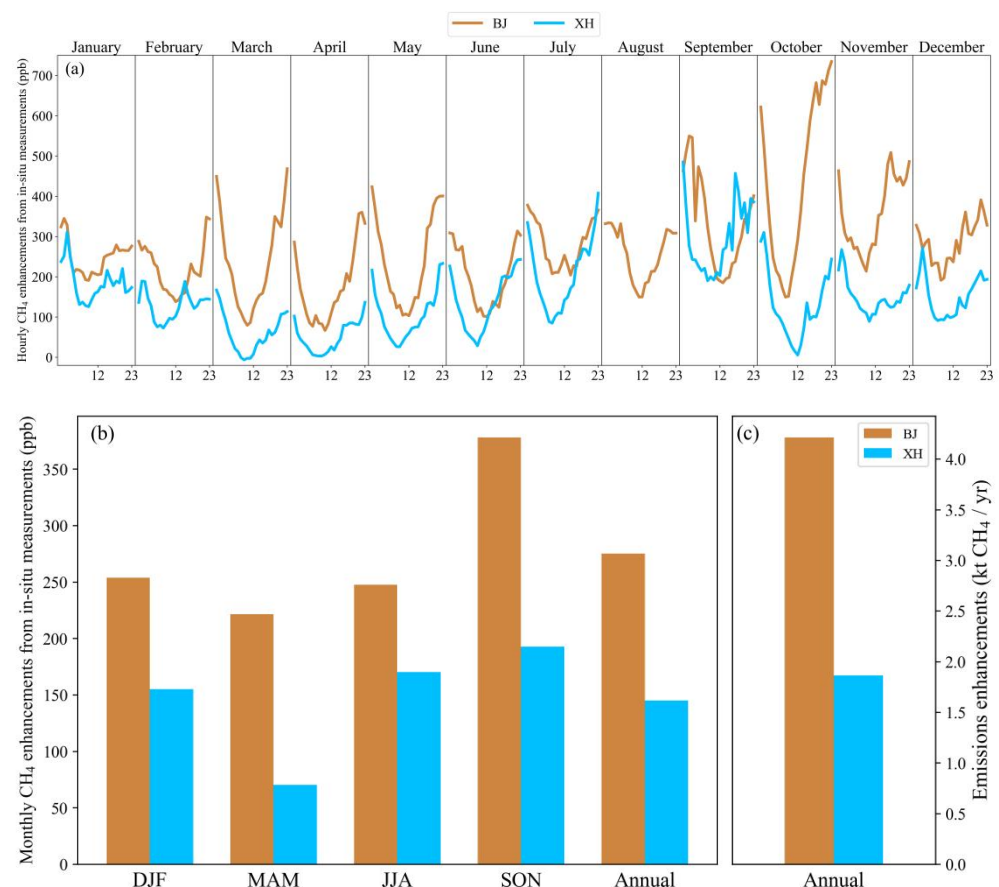 BJ XH
January February March April May June July August September October November December
(a)
Hourly CH₄ enhancements from in-situ measurements (ppb)
700
600
500
400
300
200
100
0
12 23 12 23 12 23 12 23 12 23 12 23 12 23 12 23 12 23 12 23 12 23 12 23
(b)
Monthly CH₄ enhancements from in-situ measurements (ppb)
350
300
250
200
150
100
50
0
DJF MAM JJA SON Annual
(c)
BJ
XH
4.0
3.5
3.0
2.5
2.0
1.5
1.0
0.5
0.0
Emissions enhancements (kt CH₄ / yr)
Annual